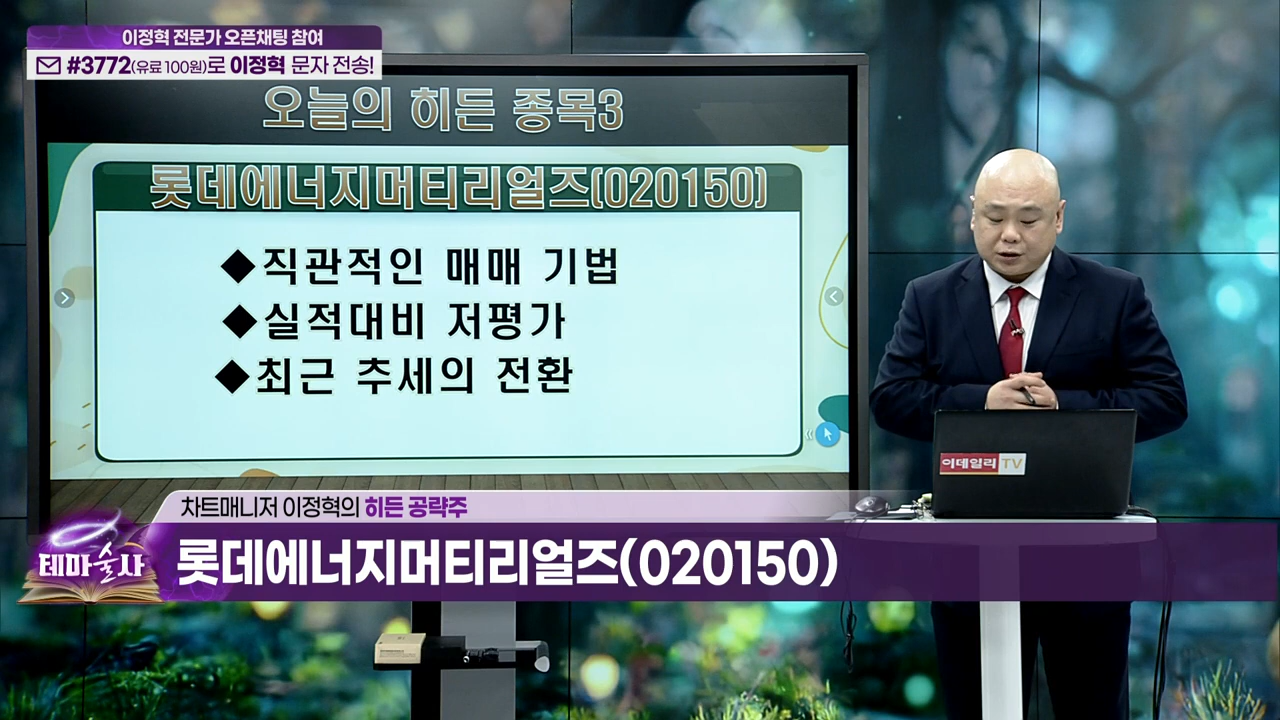 이정혁 전문가 오픈채팅 참여
#3772(유료 100원)로 이정혁 문자 전송!
오늘의 히든 종목3
롯데에너지머티리얼즈(020150)
◆직관적인 매매 기법
◆실적대비 저평가
◆최근 추세의 전환
이데일리 TV
차트매니저 이정혁의 히든 공략주
테마술사
롯데에너지머티리얼즈(020150)